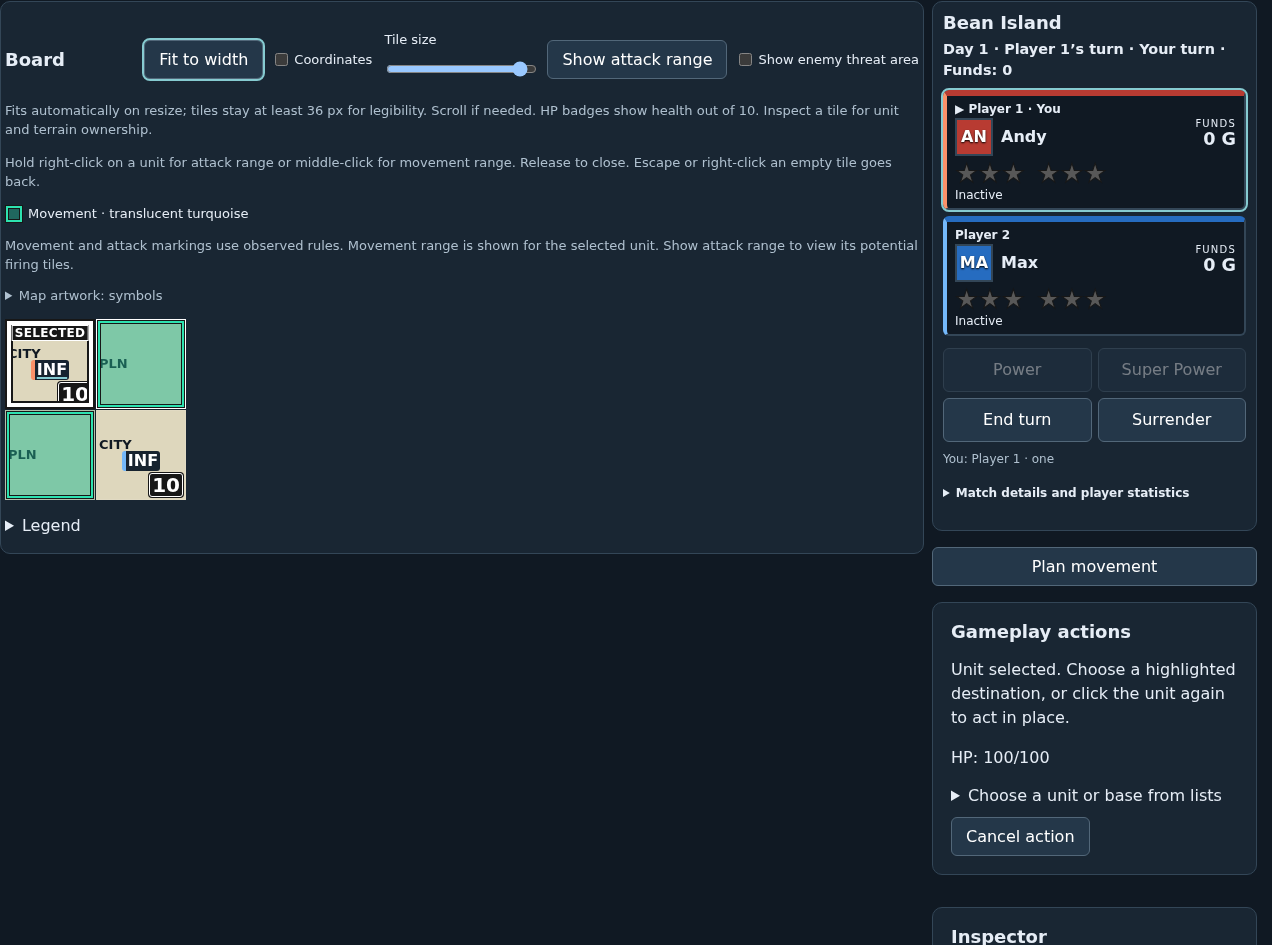 Board
Fit to width
Coordinates
Tile size
Show attack range
Show enemy threat area
Fits automatically on resize; tiles stay at least 36 px for legibility. Scroll if needed. HP badges show health out of 10. Inspect a tile for unit
and terrain ownership.
Hold right-click on a unit for attack range or middle-click for movement range. Release to close. Escape or right-click an empty tile goes
back.
Movement · translucent turquoise
Movement and attack markings use observed rules. Movement range is shown for the selected unit. Show attack range to view its potential
firing tiles.
▶ Map artwork: symbols
SELECTED
CITY
INF
10
PLN
PLN
CITY
INF
10
▶ Legend
Bean Island
Day 1 · Player 1’s turn · Your turn ·
Funds: 0
▶ Player 1 · You
AN
Andy
FUNDS
0 G
★★★ ★★★
Inactive
Player 2
MA
Max
FUNDS
0 G
★★★ ★★★
Inactive
Power
Super Power
End turn
Surrender
You: Player 1 · one
▶ Match details and player statistics
Plan movement
Gameplay actions
Unit selected. Choose a highlighted
destination, or click the unit again
to act in place.
HP: 100/100
▶ Choose a unit or base from lists
Cancel action
Inspector